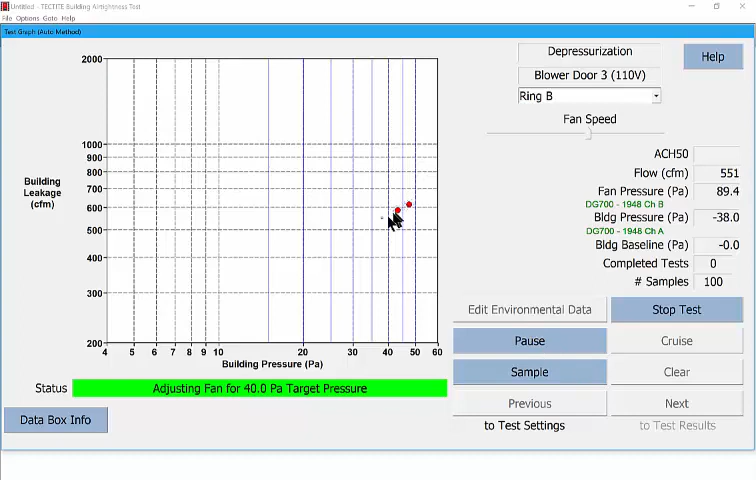 Untitled - TECTITE Building Airtightness Test
File Options Goto Help
Test Graph (Auto Method)
Depressurization
Help
Blower Door 3 (110V)
Ring B
Fan Speed
2000
1000
900
800
700
600
500
400
300
200
Building
Leakage
(cfm)
4 5 6 7 8 9 10 20 30 40 50 60
Building Pressure (Pa)
ACH50
Flow (cfm) 551
Fan Pressure (Pa) 89.4
DG700 - 1948 Ch B
Bldg Pressure (Pa) -38.0
DG700 - 1948 Ch A
Bldg Baseline (Pa) -0.0
Completed Tests 0
# Samples 100
Edit Environmental Data Stop Test
Pause Cruise
Sample Clear
Previous Next
to Test Settings to Test Results
Status Adjusting Fan for 40.0 Pa Target Pressure
Data Box Info